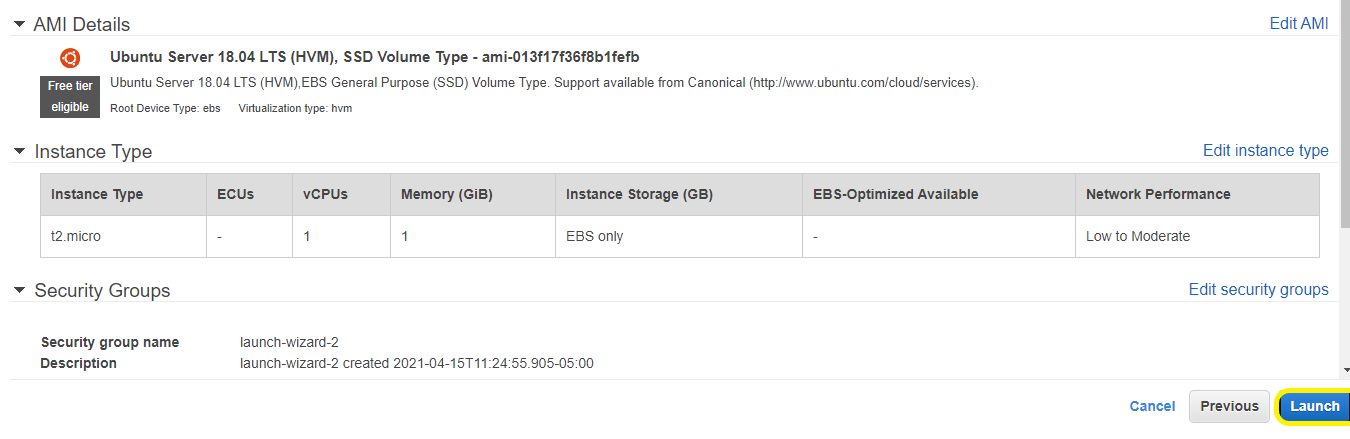 AMI Details
Edit AMI
Ubuntu Server 18.04 LTS (HVM), SSD Volume Type - ami-013f17f36f8b1fefb
Free tier eligible
Ubuntu Server 18.04 LTS (HVM),EBS General Purpose (SSD) Volume Type. Support available from Canonical (http://www.ubuntu.com/cloud/services).
Root Device Type: ebs Virtualization type: hvm
Instance Type
Edit instance type
Instance Type ECUs vCPUs Memory (GiB) Instance Storage (GB) EBS-Optimized Available Network Performance
t2.micro - 1 1 EBS only - Low to Moderate
Security Groups
Edit security groups
Security group name launch-wizard-2
Description launch-wizard-2 created 2021-04-15T11:24:55.905-05:00
Cancel Previous Launch